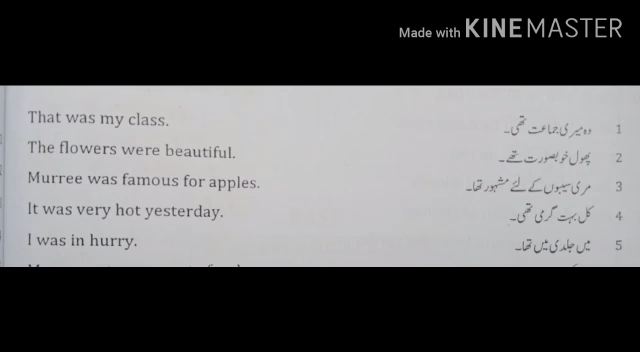 Made with KINEMASTER
That was my class. وہ میری جماعت تھی۔ 1
The flowers were beautiful. پھول خوبصورت تھے۔ 2
Murree was famous for apples. مری سیبوں کے لئے مشہور تھا۔ 3
It was very hot yesterday. کل بہت گرمی تھی۔ 4
I was in hurry. میں جلدی میں تھا۔ 5